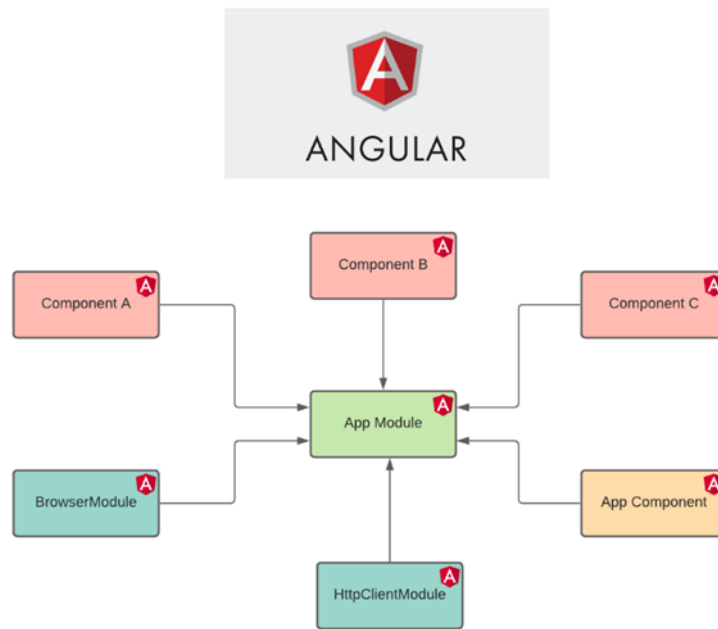 ANGULAR
Component B
Component A
Component C
App Module
BrowserModule
App Component
HttpClientModule